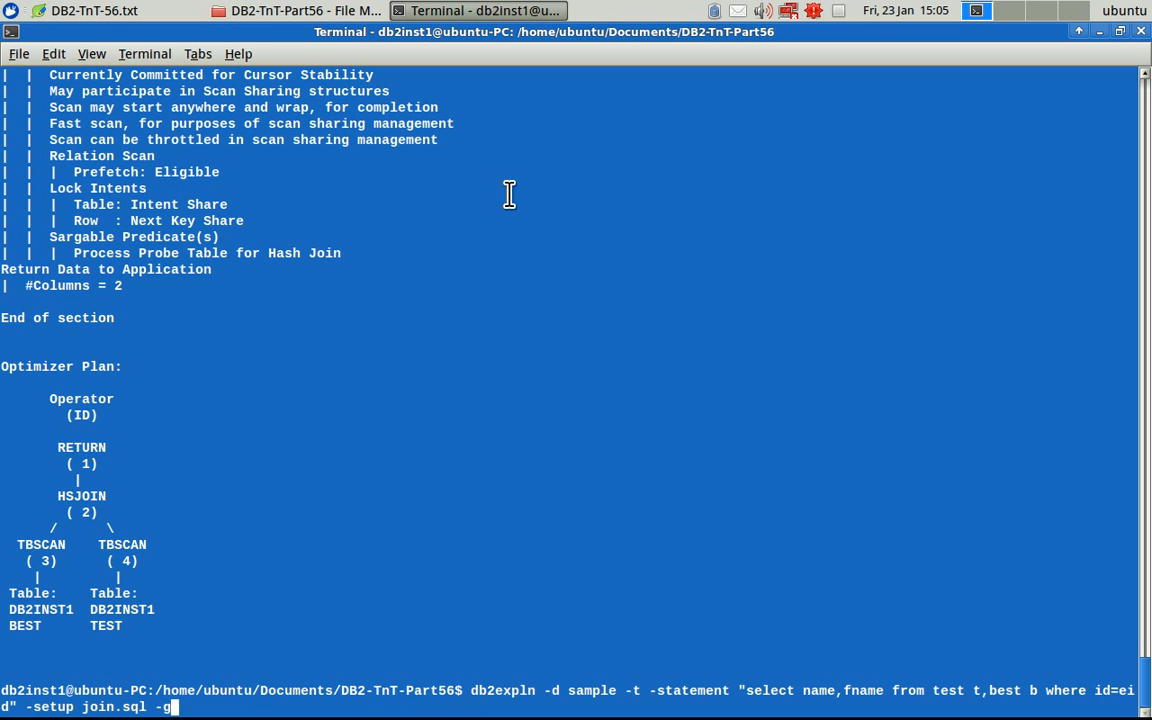 DB2-TnT-56.txt DB2-TnT-Part56 - File M... Terminal - db2inst1@u... Fri, 23 Jan 15:05 ubuntu
Terminal - db2inst1@ubuntu-PC: /home/ubuntu/Documents/DB2-TnT-Part56
File Edit View Terminal Tabs Help
| | Currently Committed for Cursor Stability
| | May participate in Scan Sharing structures
| | Scan may start anywhere and wrap, for completion
| | Fast scan, for purposes of scan sharing management
| | Scan can be throttled in scan sharing management
| | Relation Scan
| | | Prefetch: Eligible
| | Lock Intents
| | | Table: Intent Share
| | | Row  : Next Key Share
| | Sargable Predicate(s)
| | | Process Probe Table for Hash Join
Return Data to Application
| #Columns = 2
End of section
Optimizer Plan:
Operator
(ID)
RETURN
( 1)
|
HSJOIN
( 2)
/ \
TBSCAN TBSCAN
( 3) ( 4)
| |
Table: Table:
DB2INST1 DB2INST1
BEST TEST
db2inst1@ubuntu-PC:/home/ubuntu/Documents/DB2-TnT-Part56$ db2expln -d sample -t -statement "select name,fname from test t,best b where id=ei
d" -setup join.sql -g